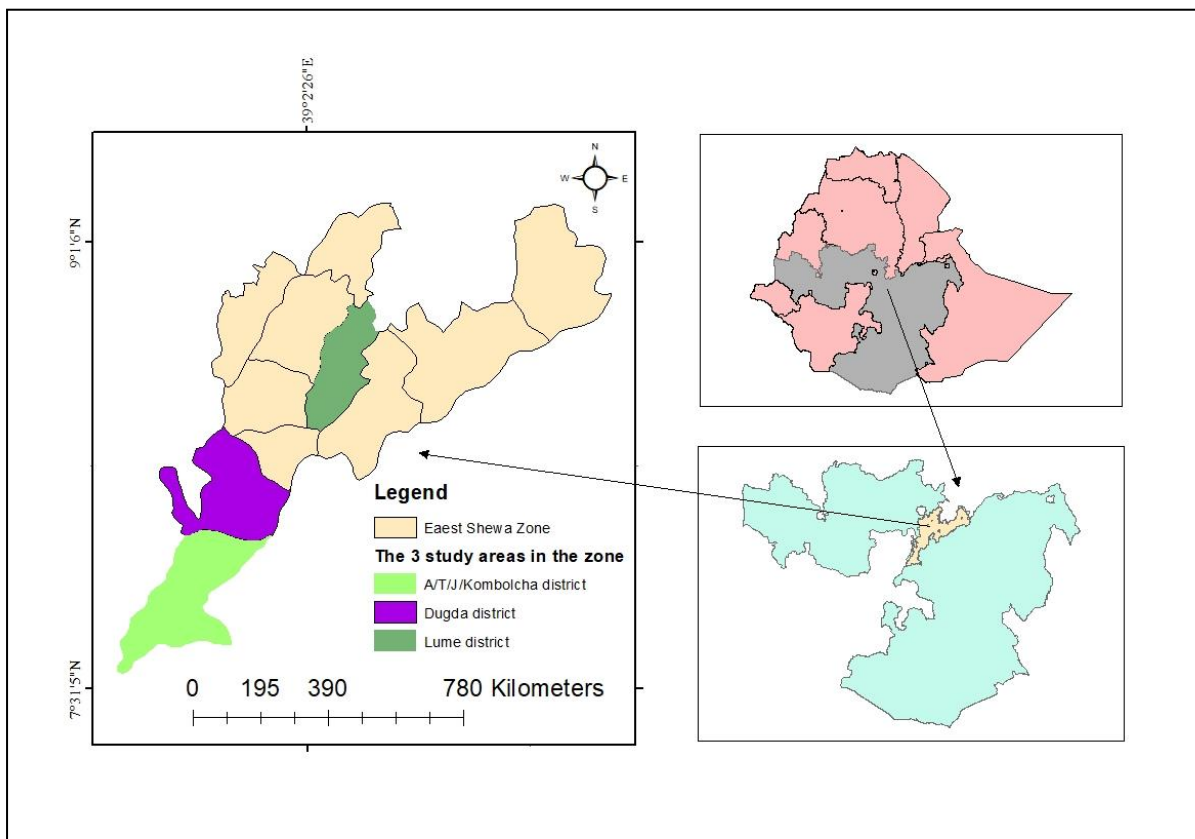 39°2'26"E
N
W E
S
9°1'6"N
Legend
Eaest Shewa Zone
The 3 study areas in the zone
A/T/J/Kombolcha district
Dugda district
Lume district
7°31'5"N
0 195 390 780 Kilometers